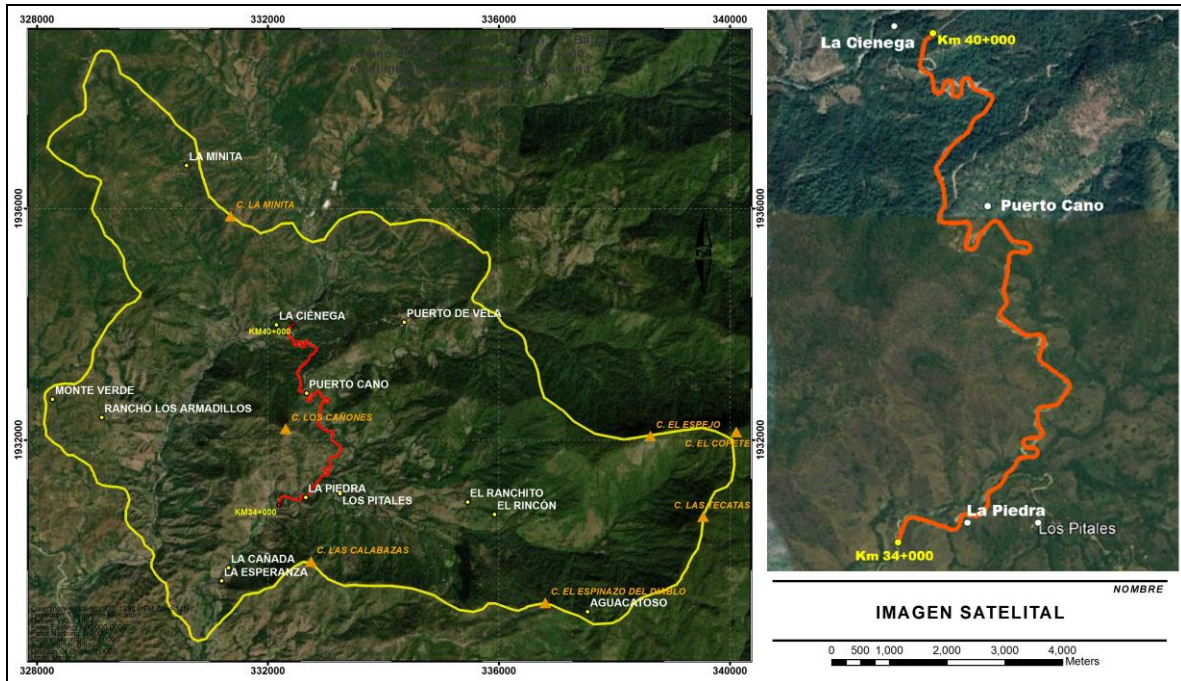 328000 332000 336000 340000
LA MINITA
C. LA MINITA
1936000 1936000
LA CIÉNEGA
PUERTO DE VELA
KM40+000
PUERTO CANO
MONTE VERDE
RANCHO LOS ARMADILLOS
C. LOS CAÑONES
C. EL ESPEJO
C. EL COPETE
1932000 1932000
LA PIEDRA
LOS PITALES
EL RANCHITO
EL RINCÓN
KM34+000
C. LAS TECATAS
LA CAÑADA
C. LAS CALABAZAS
LA ESPERANZA
C. EL ESPINAZO DEL DIABLO
AGUACATOSO
328000 332000 336000 340000
La Cienega
Km 40+000
Puerto Cano
La Piedra
Los Pitales
Km 34+000
NOMBRE
IMAGEN SATELITAL
0 500 1,000 2,000 3,000 4,000
Meters